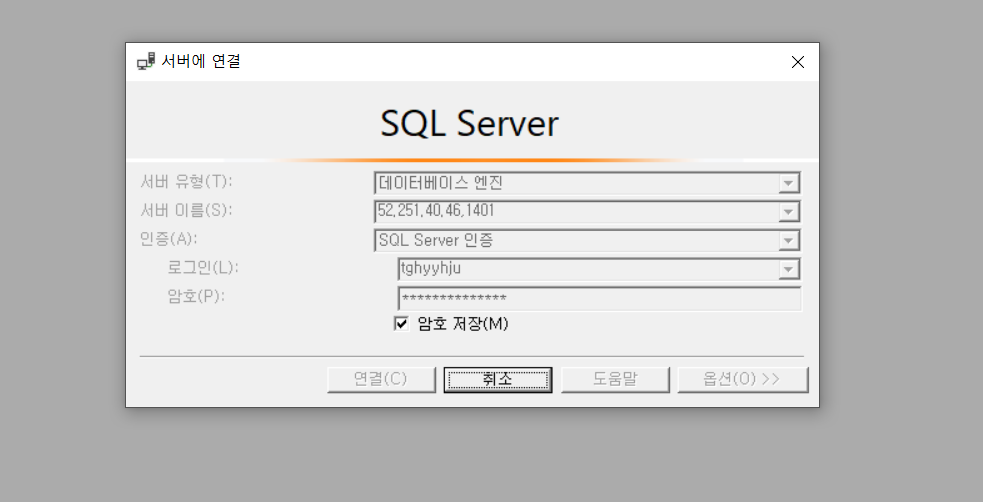 서버에 연결
SQL Server
서버 유형(T): 데이터베이스 엔진
서버 이름(S): 52,251,40,46,1401
인증(A): SQL Server 인증
로그인(L): tghyyhju
암호(P): **************
암호 저장(M)
연결(C) 취소 도움말 옵션(O) >>